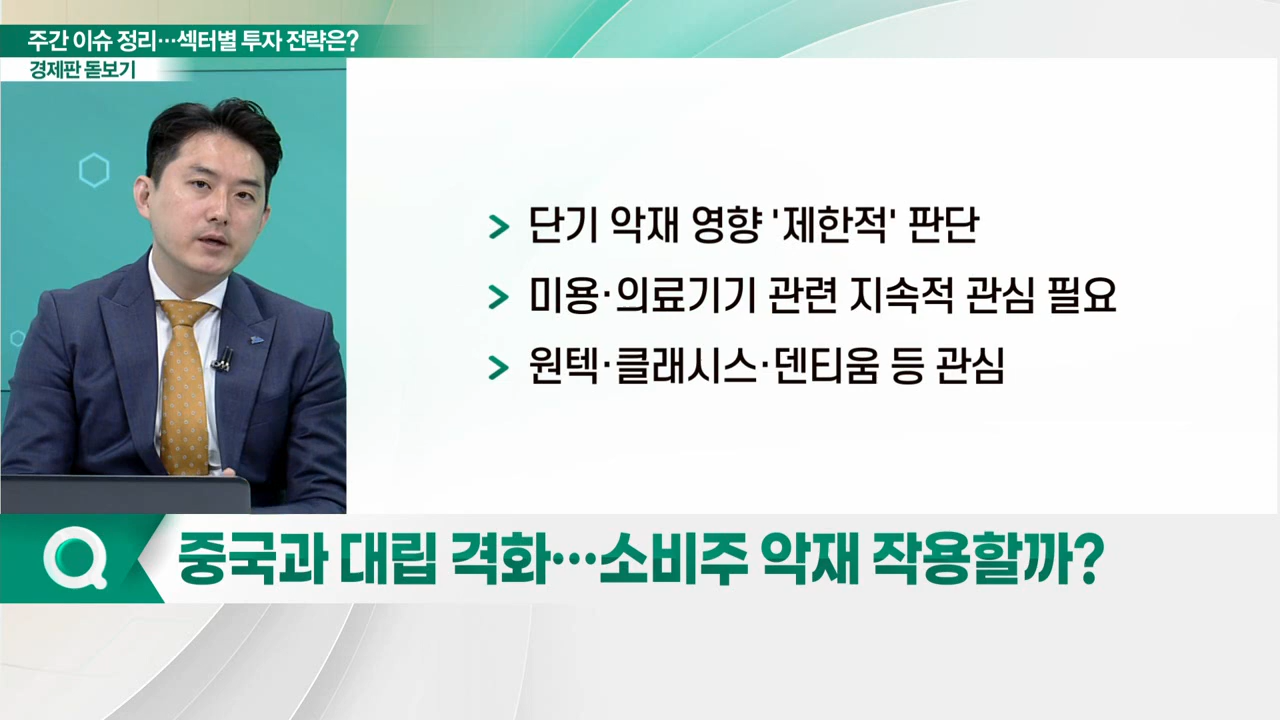 주간 이슈 정리…섹터별 투자 전략은?
경제판 돋보기
> 단기 악재 영향 '제한적' 판단
> 미용·의료기기 관련 지속적 관심 필요
> 원텍·클래시스·덴티움 등 관심
Q 중국과 대립 격화…소비주 악재 작용할까?